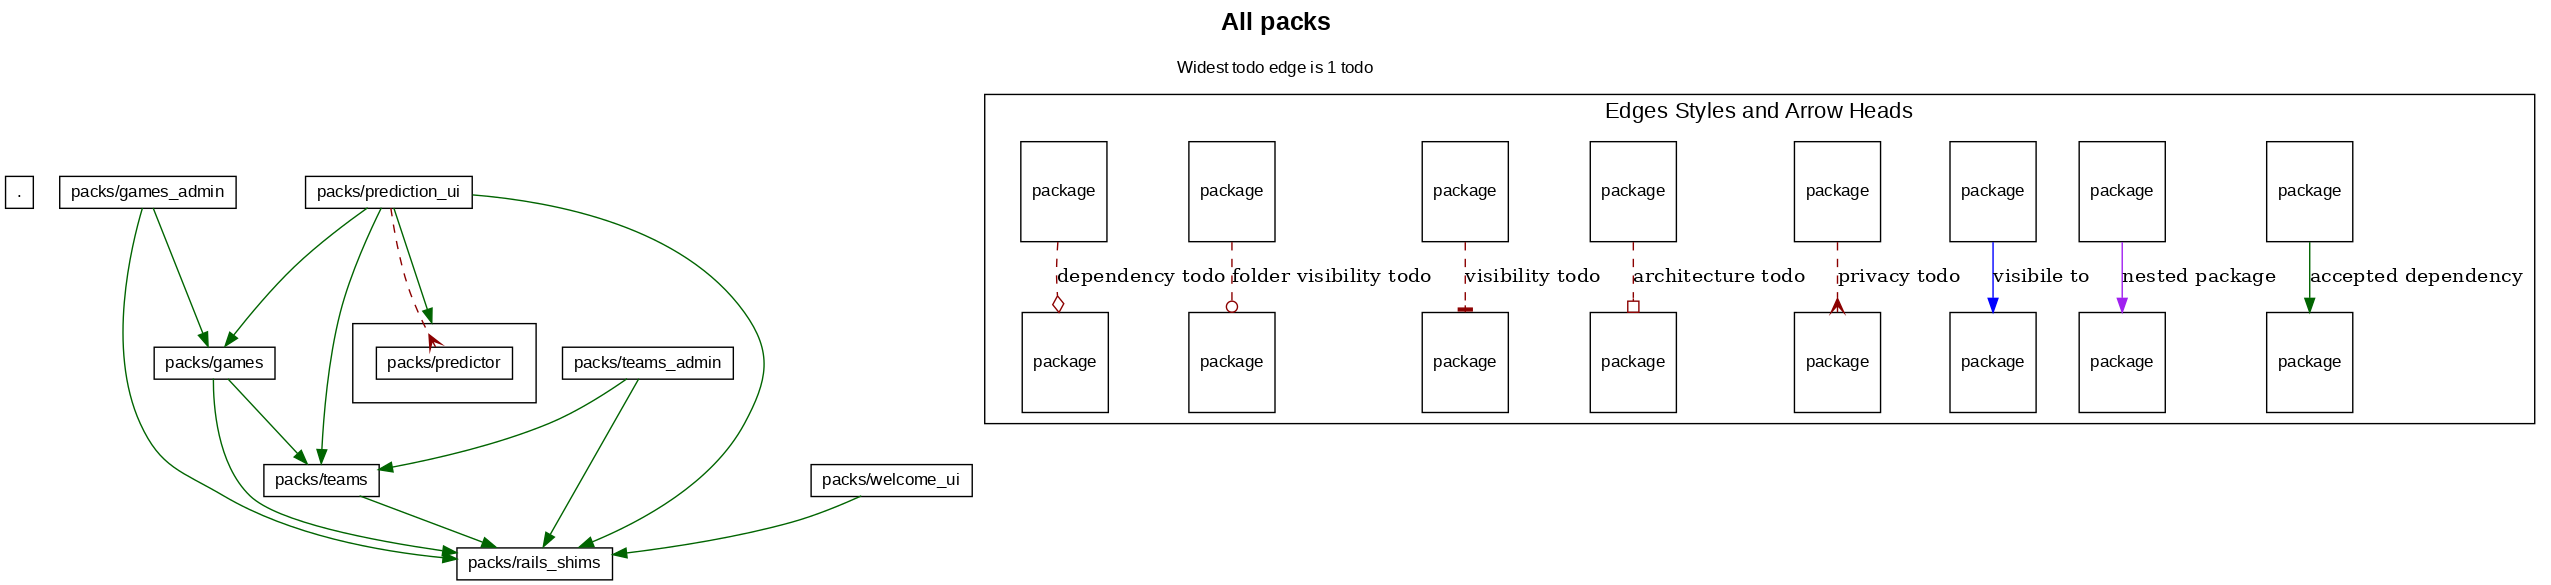 All packs
Widest todo edge is 1 todo
Edges Styles and Arrow Heads
package package package package package package package package
. packs/games_admin packs/prediction_ui
dependency todo folder visibility todo visibility todo architecture todo privacy todo visibile to nested package accepted dependency
packs/games packs/predictor packs/teams_admin
package package package package package package package package
packs/teams packs/welcome_ui
packs/rails_shims